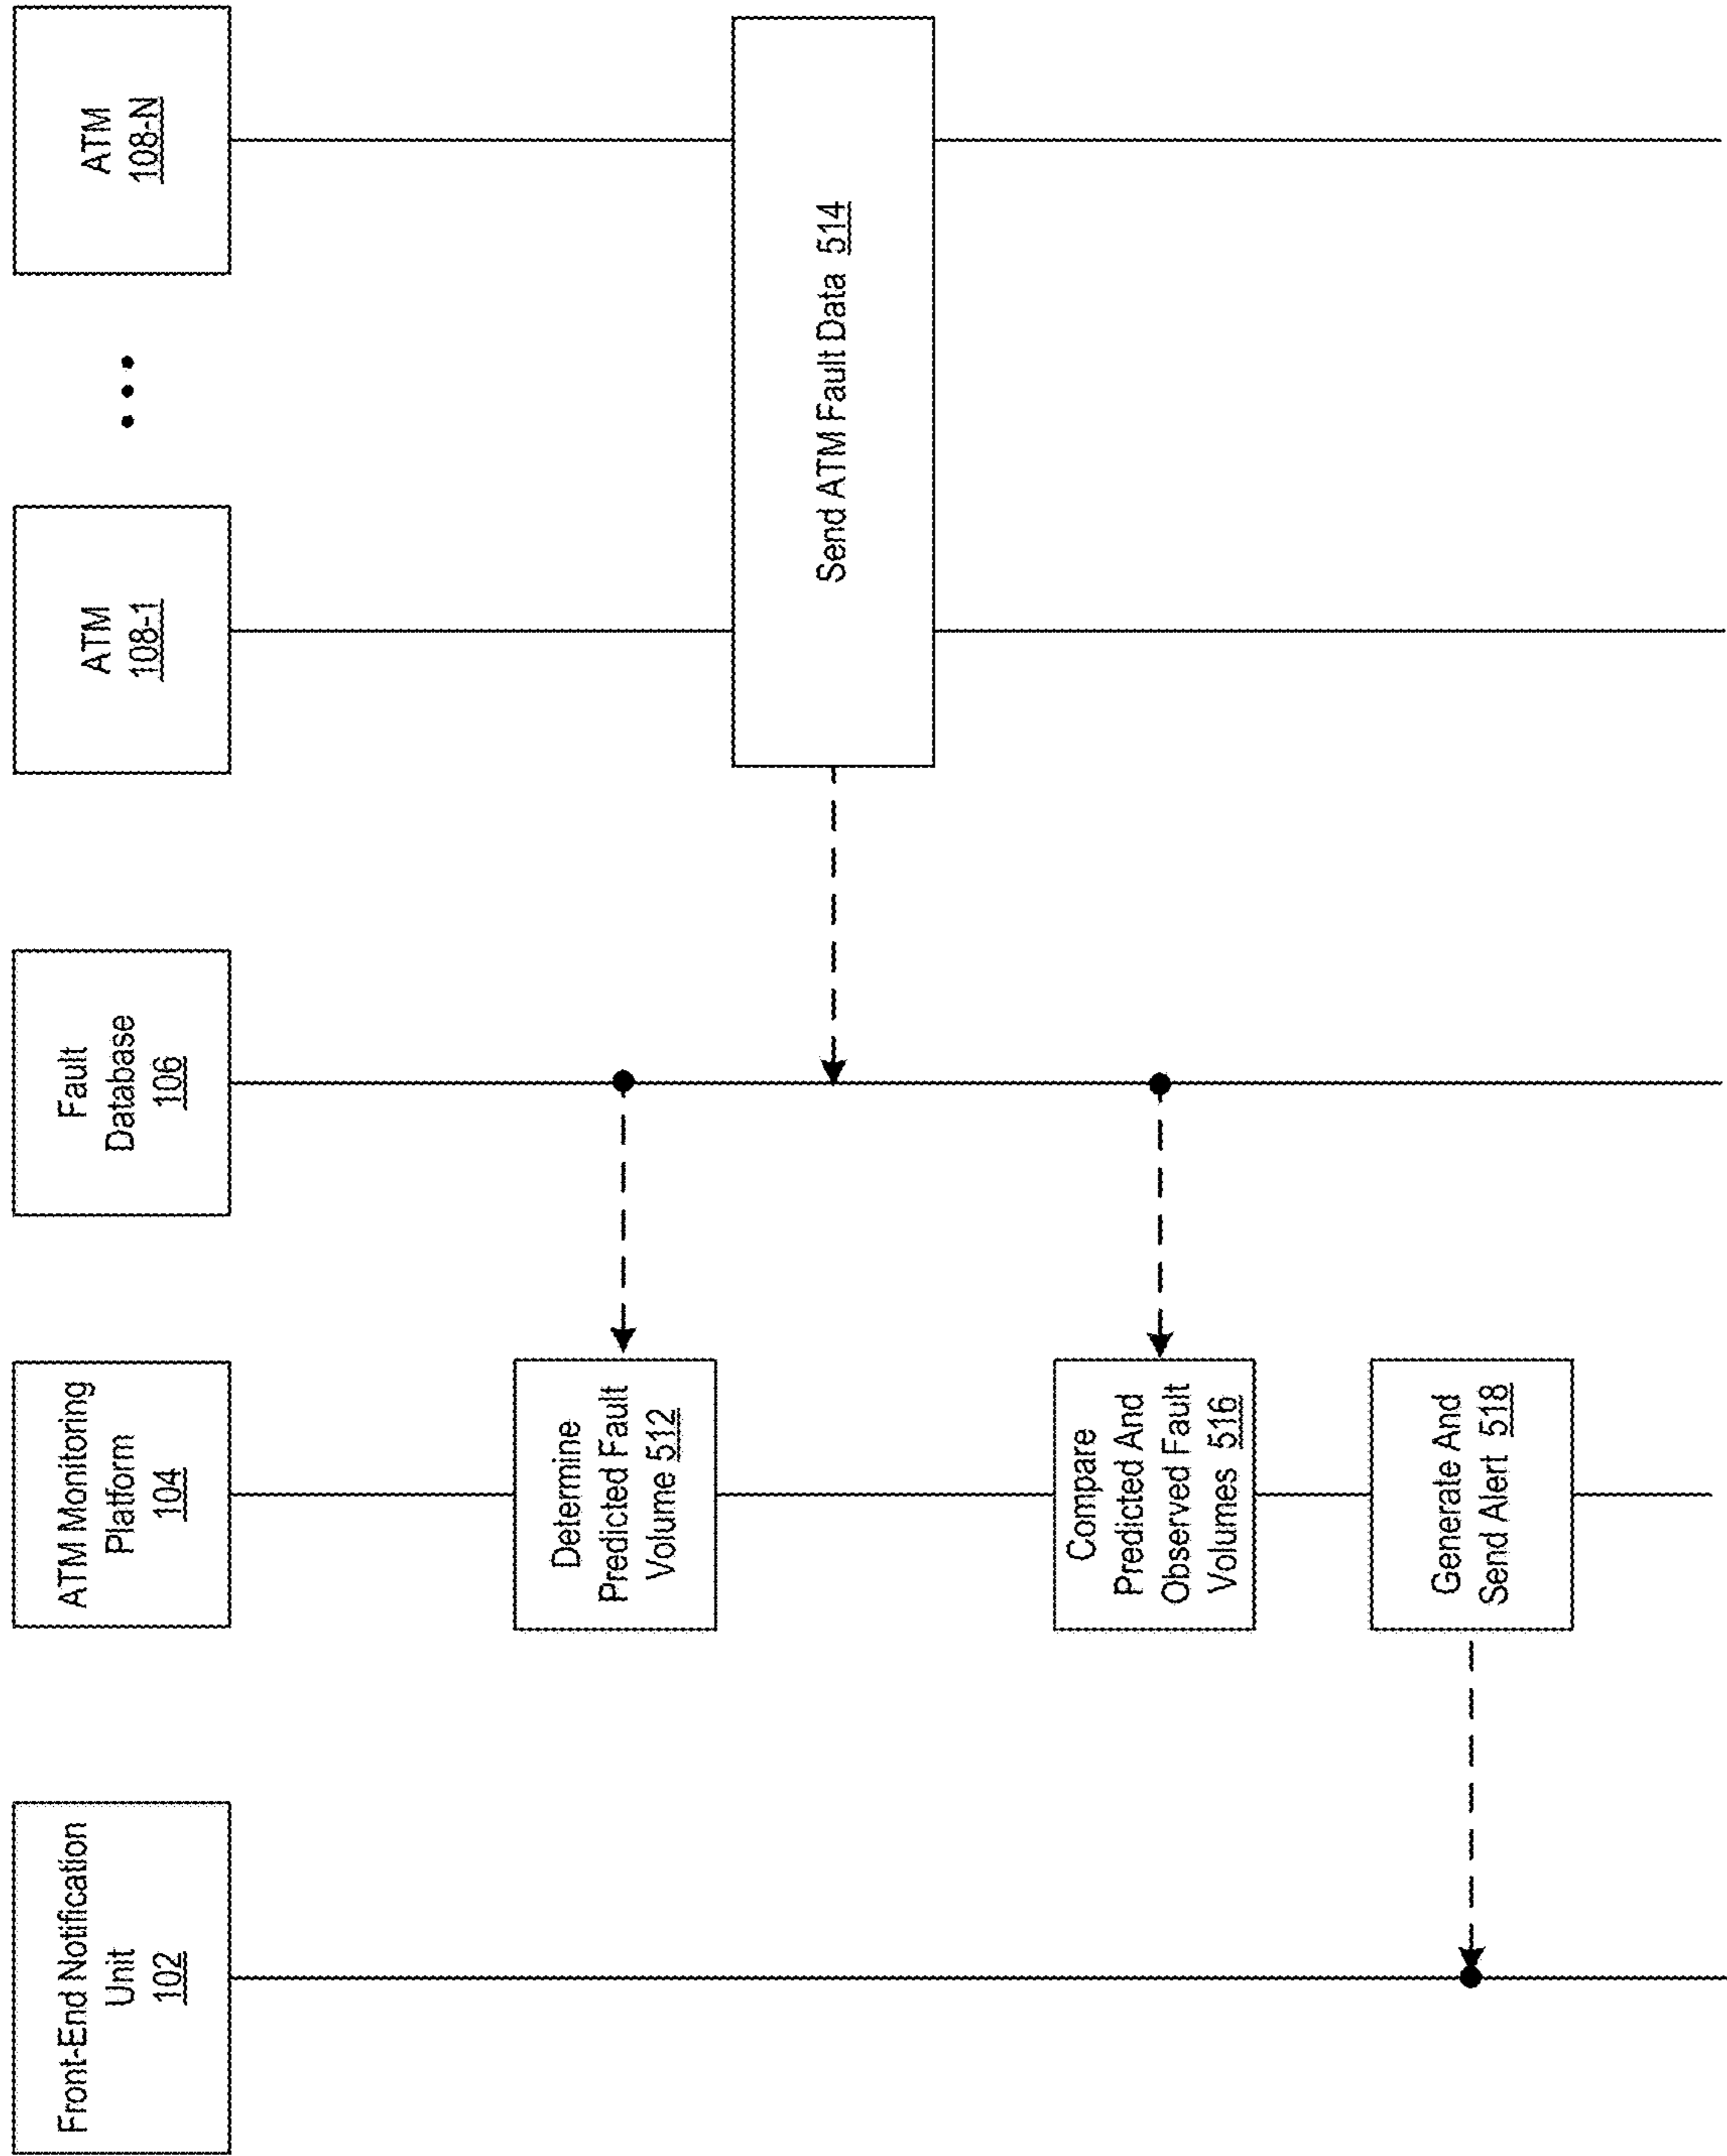 Front-End Notification
Unit
102
ATM Monitoring
Platform
104
Fault
Database
106
ATM
108-1
ATM
108-N
Determine
Predicted Fault
Volume 512
Send ATM Fault Data 514
Compare
Predicted And
Observed Fault
Volumes 516
Generate And
Send Alert 518